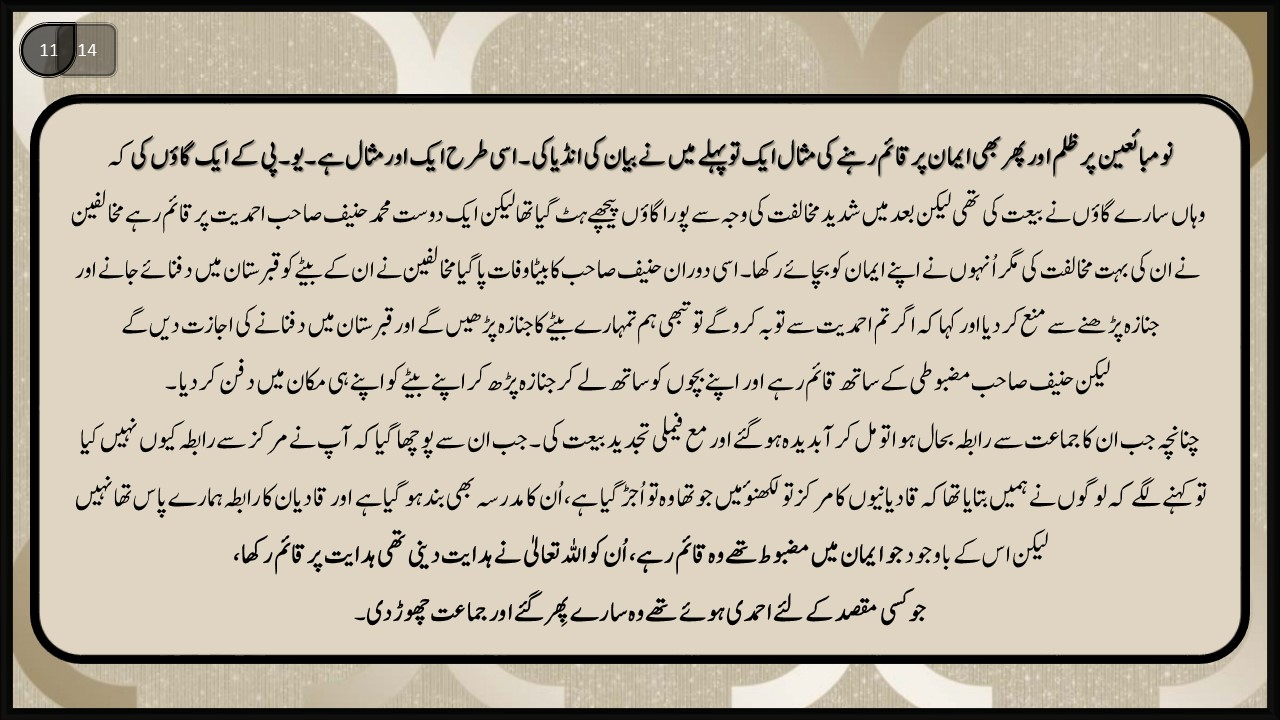 11 14
نو مبائعین پر ظلم اور پھر بھی ایمان پر قائم رہنے کی مثال ایک تو پہلے میں نے بیان کی انڈیا کی۔ اسی طرح ایک اور مثال ہے۔ یو۔پی کے ایک گاؤں کی کہ
وہاں سارے گاؤں نے بیعت کی تھی لیکن بعد میں شدید مخالفت کی وجہ سے پورا گاؤں پیچھے ہٹ گیا تھا لیکن ایک دوست محمد حنیف صاحب احمدیت پر قائم رہے مخالفین
نے ان کی بہت مخالفت کی مگر اُنہوں نے اپنے ایمان کو بچائے رکھا۔ اسی دوران حنیف صاحب کا بیٹا وفات پا گیا مخالفین نے ان کے بیٹے کو قبرستان میں دفنائے جانے اور
جنازہ پڑھنے سے منع کر دیا اور کہا کہ اگر تم احمدیت سے توبہ کرو گے تو تبھی ہم تمہارے بیٹے کا جنازہ پڑھیں گے اور قبرستان میں دفنانے کی اجازت دیں گے
لیکن حنیف صاحب مضبوطی کے ساتھ قائم رہے اور اپنے بچوں کو ساتھ لے کر جنازہ پڑھ کر اپنے بیٹے کو اپنے ہی مکان میں دفن کر دیا۔
چنانچہ جب ان کا جماعت سے رابطہ بحال ہوا تو مل کر آبدیدہ ہو گئے اور مع فیملی تجدید بیعت کی۔ جب ان سے پوچھا گیا کہ آپ نے مرکز سے رابطہ کیوں نہیں کیا
تو کہنے لگے کہ لوگوں نے ہمیں بتایا تھا کہ قادیانیوں کا مرکز تو لکھنوٴ میں جو تھا وہ تو اُجڑ گیا ہے، اُن کا مدرسہ بھی بند ہو گیا ہے اور قادیان کا رابطہ ہمارے پاس تھا نہیں
لیکن اس کے باوجود جو ایمان میں مضبوط تھے وہ قائم رہے، اُن کو اللہ تعالیٰ نے ہدایت دینی تھی ہدایت پر قائم رکھا،
جو کسی مقصد کے لئے احمدی ہوئے تھے وہ سارے پِھر گئے اور جماعت چھوڑ دی۔